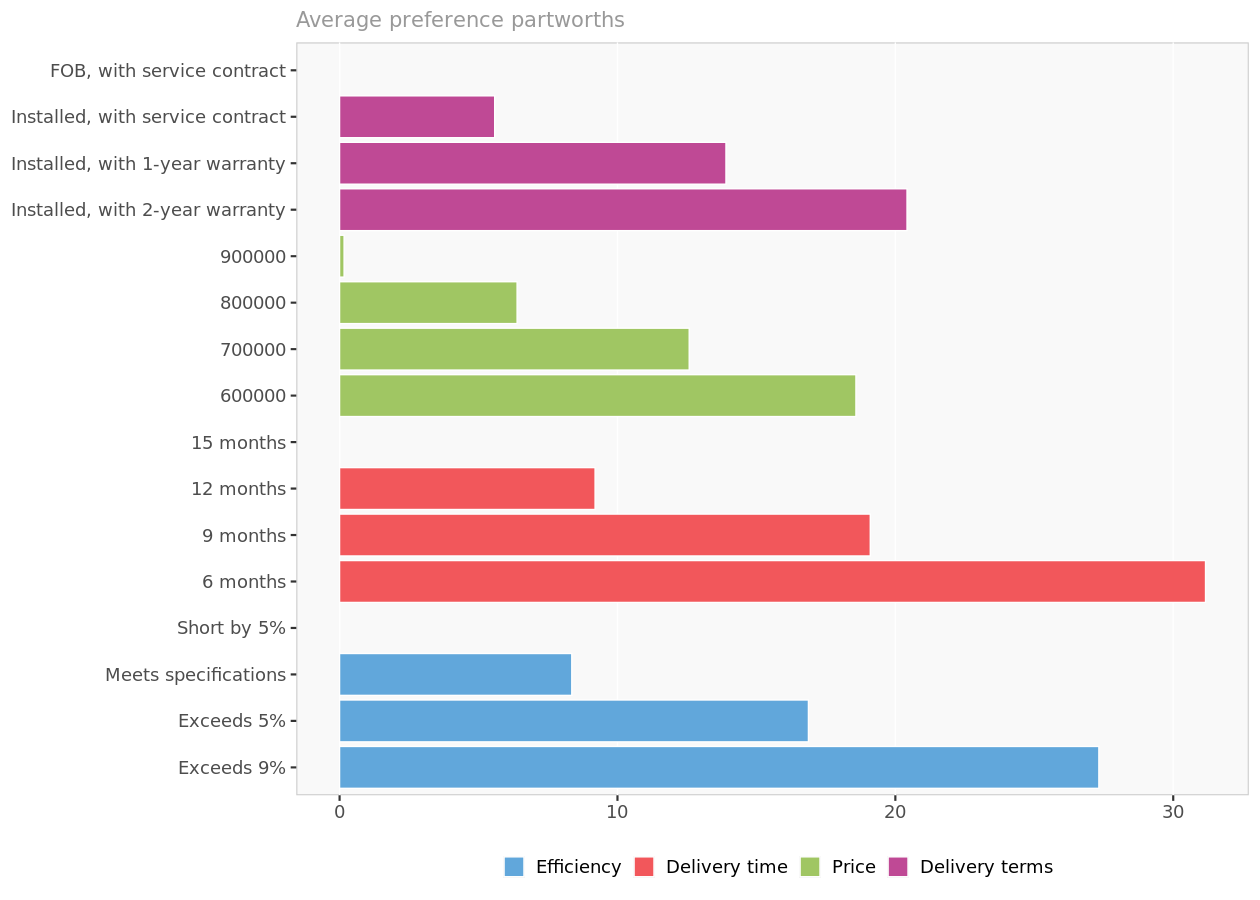 Average preference partworths
FOB, with service contract
Installed, with service contract
Installed, with 1-year warranty
Installed, with 2-year warranty
900000
800000
700000
600000
15 months
12 months
9 months
6 months
Short by 5%
Meets specifications
Exceeds 5%
Exceeds 9%
0 10 20 30
Efficiency Delivery time Price Delivery terms